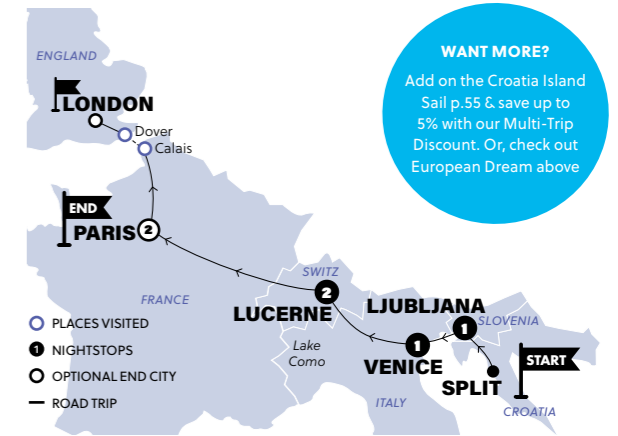 ENGLAND
LONDON
Dover
Calais
END
PARIS
2
FRANCE
SWITZ
2
LUCERNE
Lake
Como
LJUBLJANA
1
SLOVENIA
1
VENICE
ITALY
START
SPLIT
CROATIA
PLACES VISITED
1 NIGHTSTOPS
OPTIONAL END CITY
ROAD TRIP
WANT MORE?
Add on the Croatia Island
Sail p.55 & save up to
5% with our Multi-Trip
Discount. Or, check out
European Dream above